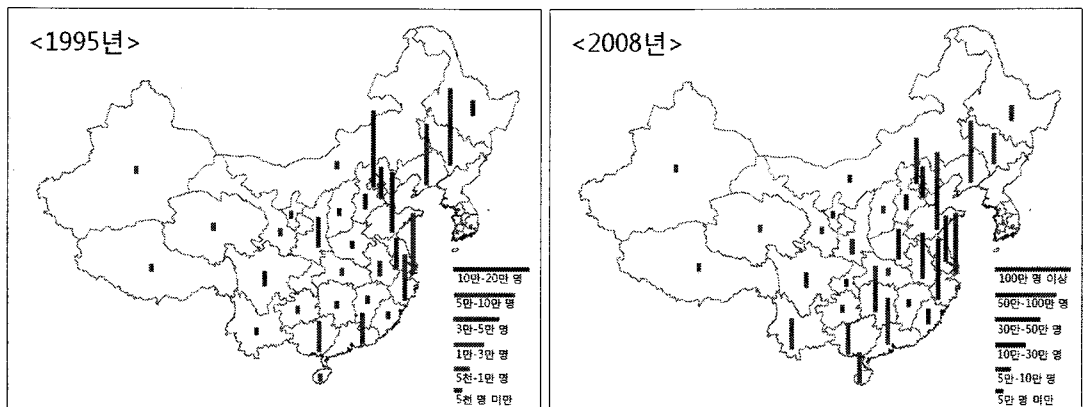 <1995년>
10만-20만 명
5만-10만 명
3만-5만 명
1만-3만 명
5천-1만 명
5천 명 미만
<2008년>
100만 명 이상
50만-100만 명
30만-50만 명
10만-30만 명
5만-10만 명
5만 명 미만